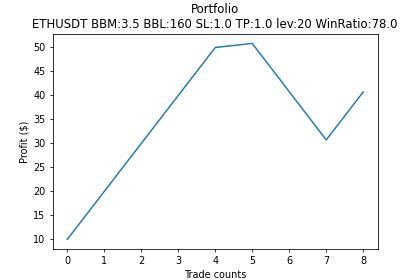 Portfolio
ETHUSDT BBM:3.5 BBL:160 SL:1.0 TP:1.0 lev:20 WinRatio:78.0
50
45
40
35
30
25
20
15
10
Profit ($)
0 1 2 3 4 5 6 7 8
Trade counts